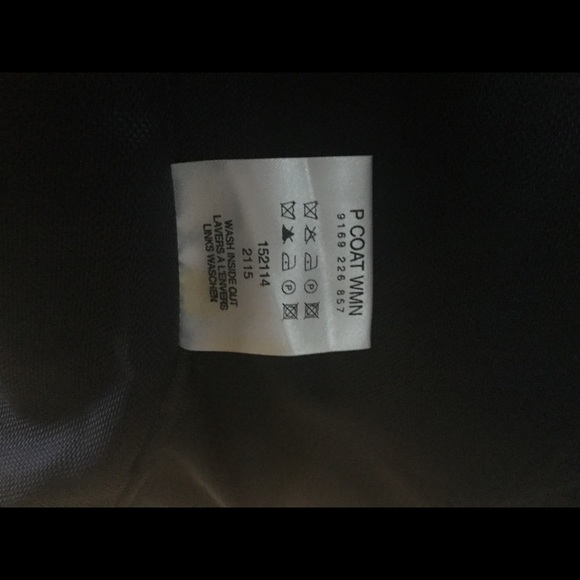 P COAT WMN
9169 226 857
P
P
152114
2115
WASH INSIDE OUT
LAVERS A L'ENVERS
LINKS WASCHEN